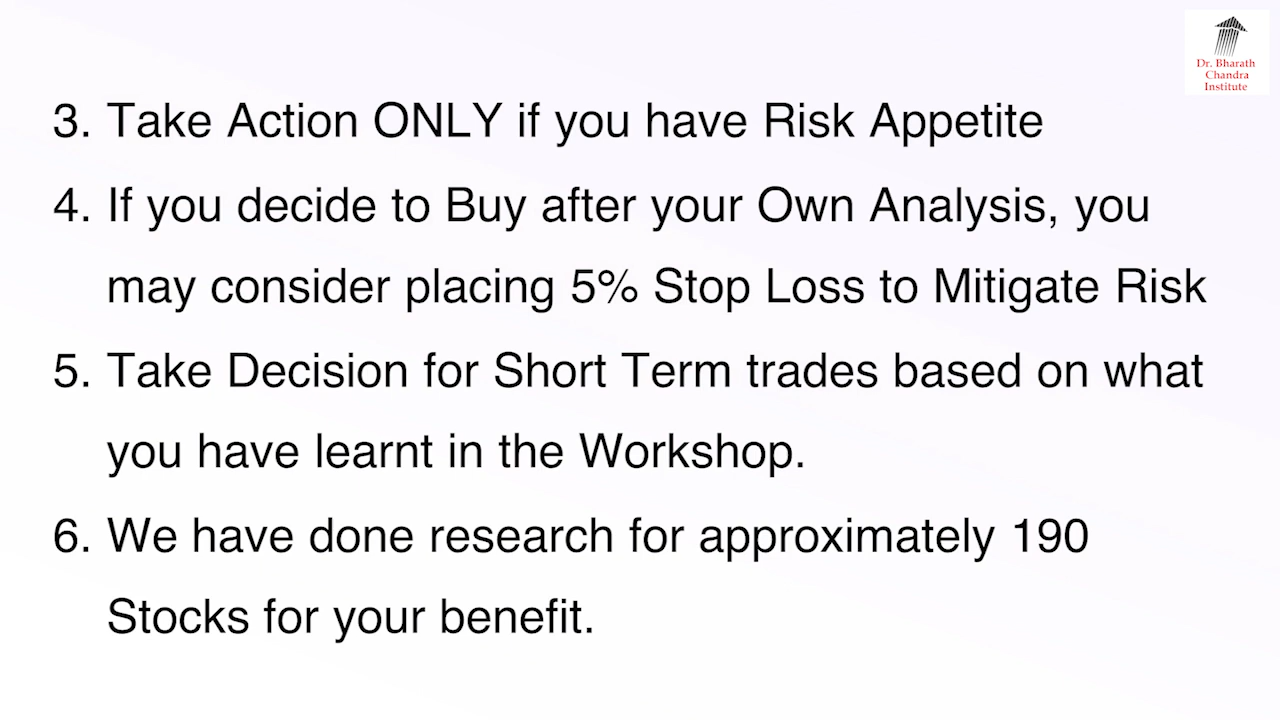 Dr. Bharath
Chandra
Institute
3. Take Action ONLY if you have Risk Appetite
4. If you decide to Buy after your Own Analysis, you
may consider placing 5% Stop Loss to Mitigate Risk
5. Take Decision for Short Term trades based on what
you have learnt in the Workshop.
6. We have done research for approximately 190
Stocks for your benefit.